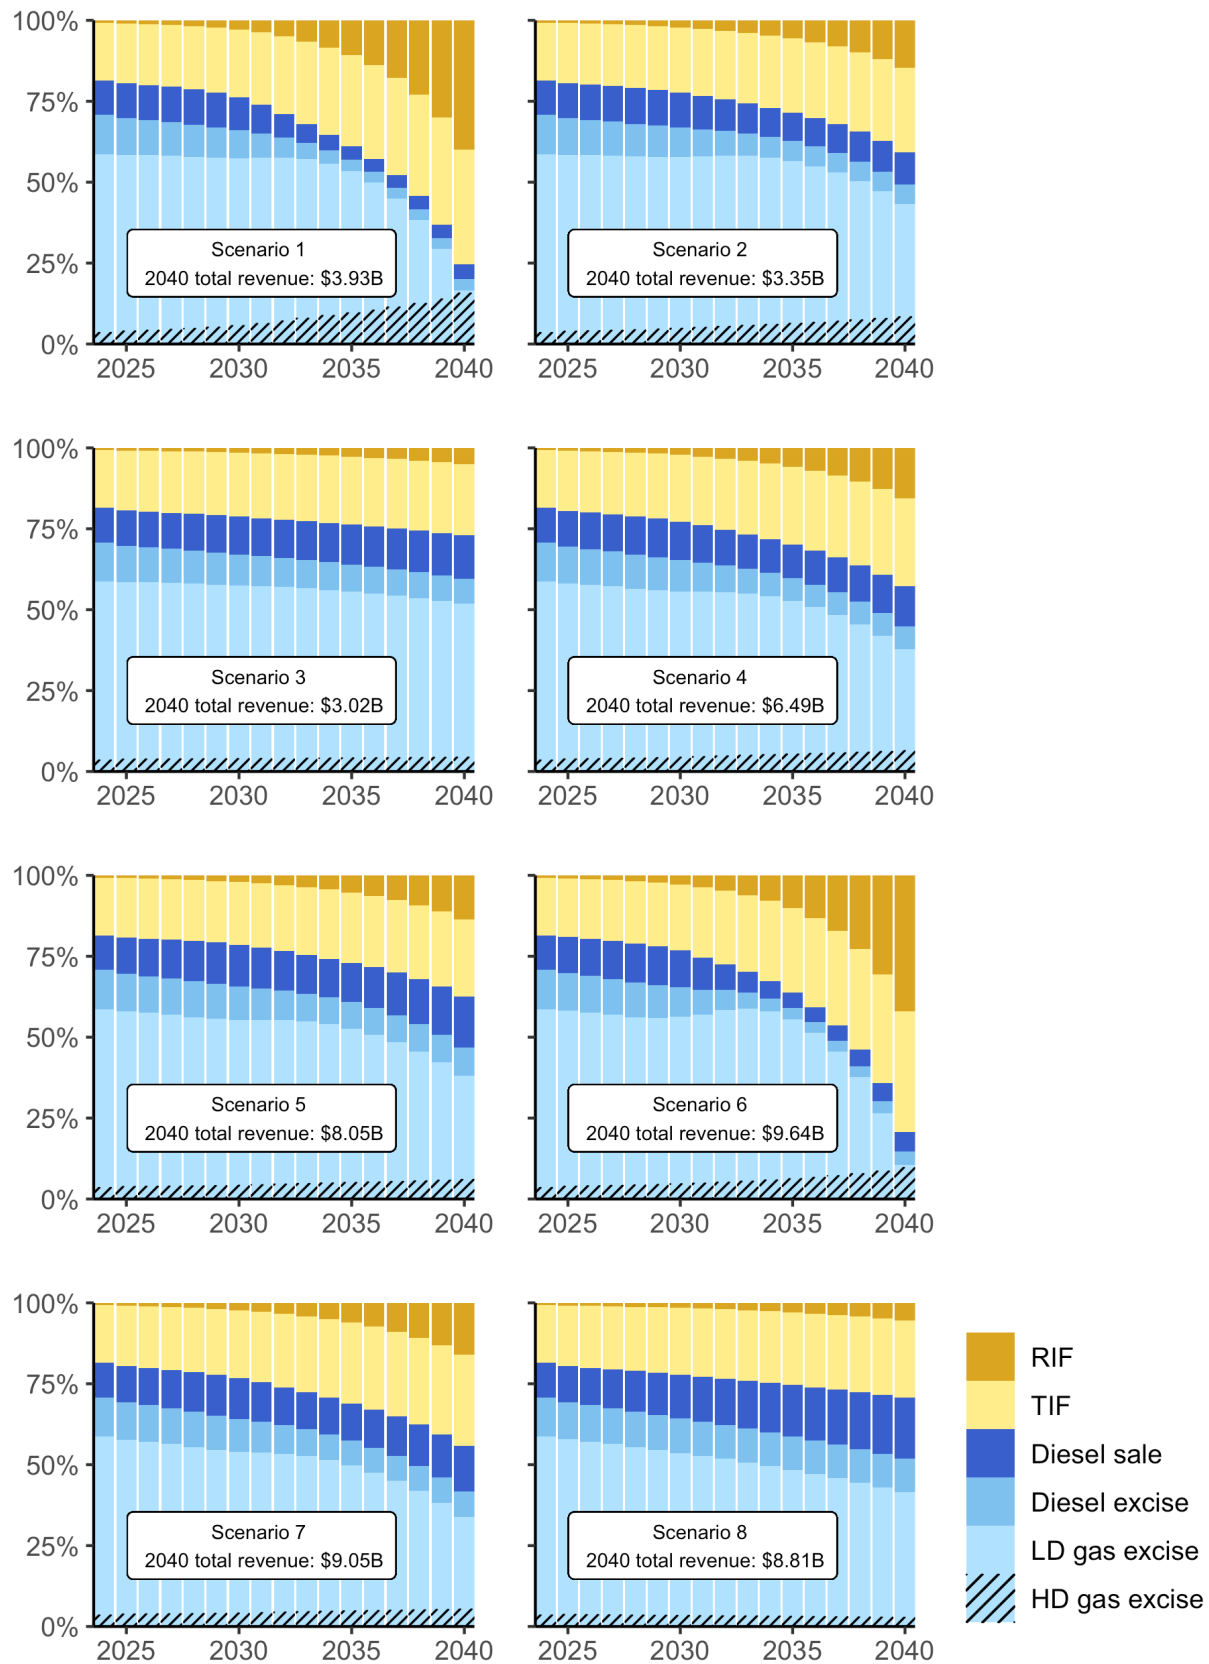 100%
75%
50%
25%
0%
Scenario 1
2040 total revenue: $3.93B
2025 2030 2035 2040
Scenario 2
2040 total revenue: $3.35B
2025 2030 2035 2040
100%
75%
50%
25%
0%
Scenario 3
2040 total revenue: $3.02B
2025 2030 2035 2040
Scenario 4
2040 total revenue: $6.49B
2025 2030 2035 2040
100%
75%
50%
25%
0%
Scenario 5
2040 total revenue: $8.05B
2025 2030 2035 2040
Scenario 6
2040 total revenue: $9.64B
2025 2030 2035 2040
100%
75%
50%
25%
0%
Scenario 7
2040 total revenue: $9.05B
2025 2030 2035 2040
Scenario 8
2040 total revenue: $8.81B
2025 2030 2035 2040
RIF
TIF
Diesel sale
Diesel excise
LD gas excise
HD gas excise